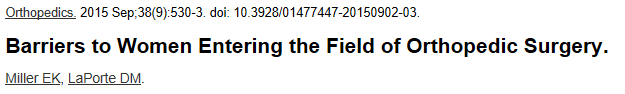 Orthopedics. 2015 Sep;38(9):530-3. doi: 10.3928/01477447-20150902-03.
Barriers to Women Entering the Field of Orthopedic Surgery.
Miller EK, LaPorte DM.